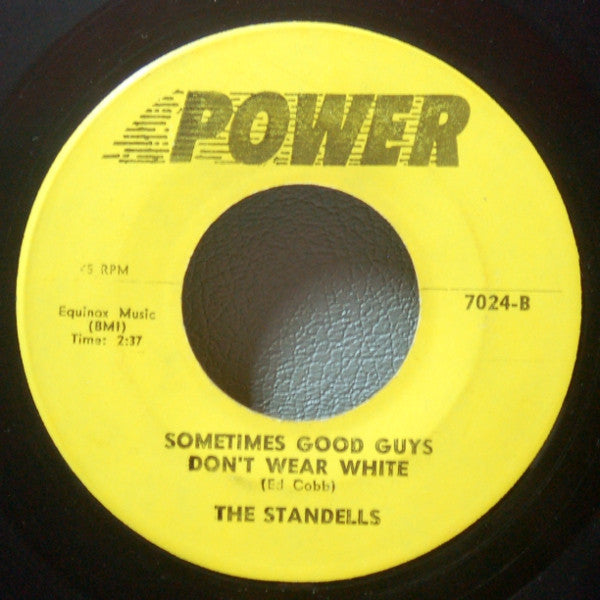 POWER
45 RPM
Equinox Music
(BMI)
Time: 2:37
7024-B
SOMETIMES GOOD GUYS
DON'T WEAR WHITE
(Ed Cobb)
THE STANDELLS